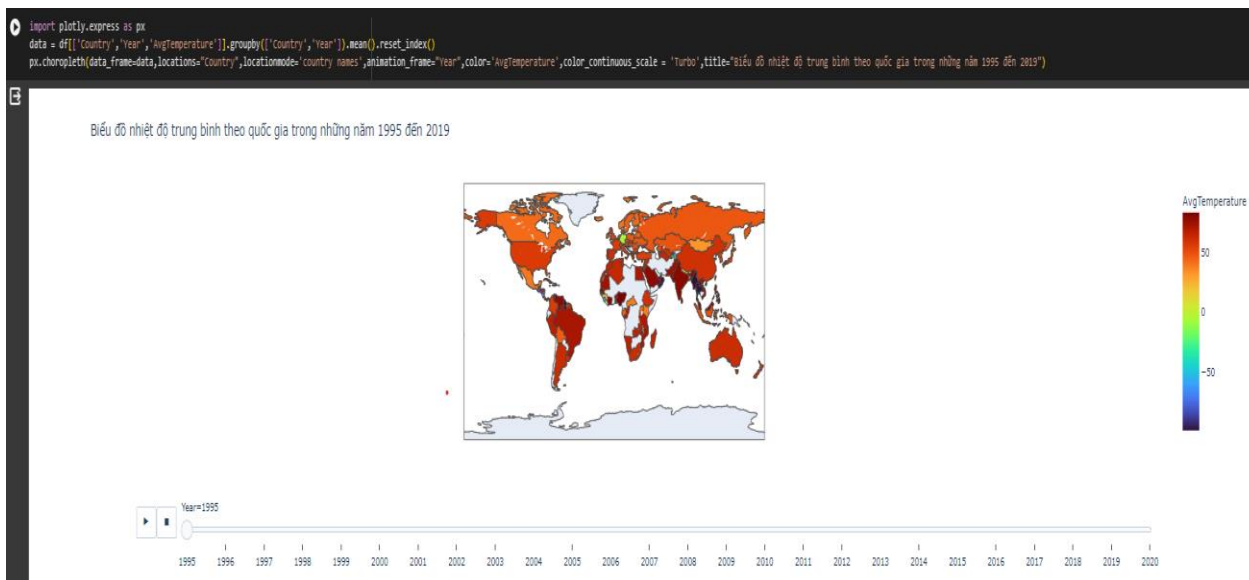 import plotly.express as px
data = df[['Country','Year','AvgTemperature']].groupby(['Country','Year']).mean().reset_index()
px.choropleth(data_frame=data,locations="Country",locationmode='country names',animation_frame="Year",color='AvgTemperature',color_continuous_scale = 'Turbo',title="Biểu đồ nhiệt độ trung bình theo quốc gia trong những năm 1995 đến 2019")
Biểu đồ nhiệt độ trung bình theo quốc gia trong những năm 1995 đến 2019
AvgTemperature
50
0
−50
Year=1995
1995 1996 1997 1998 1999 2000 2001 2002 2003 2004 2005 2006 2007 2008 2009 2010 2011 2012 2013 2014 2015 2016 2017 2018 2019 2020